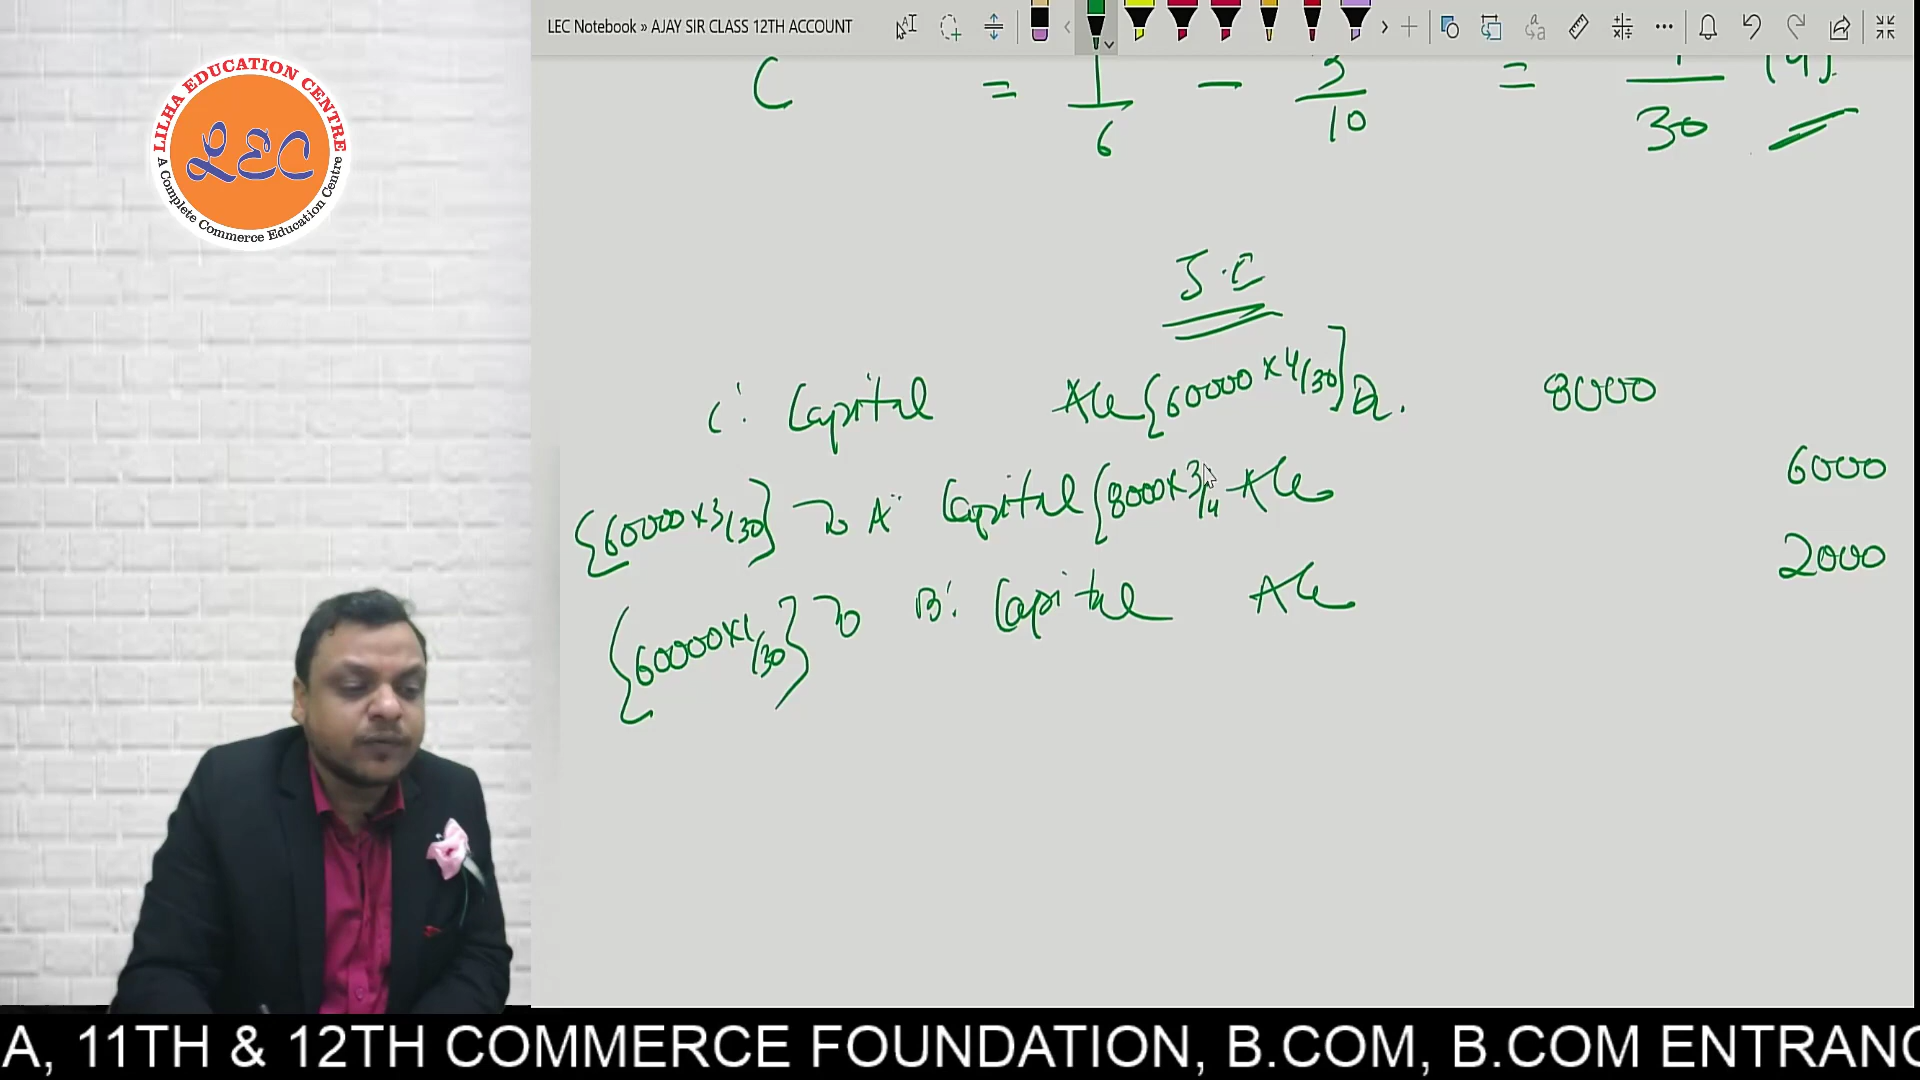 LILHA EDUCATION CENTRE
LEC
A Complete Commerce Education Centre
LEC Notebook » AJAY SIR CLASS 12TH ACCOUNT
C = 1/6 - 3/10 = /30
J.E
C's Capital A/c {60000 x 4/30] Dr. 8000
{60000 x 3/30} To A's Capital {8000 x 3/4 A/c 6000
{60000 x 1/30} To B's Capital A/c 2000
A, 11TH & 12TH COMMERCE FOUNDATION, B.COM, B.COM ENTRANC